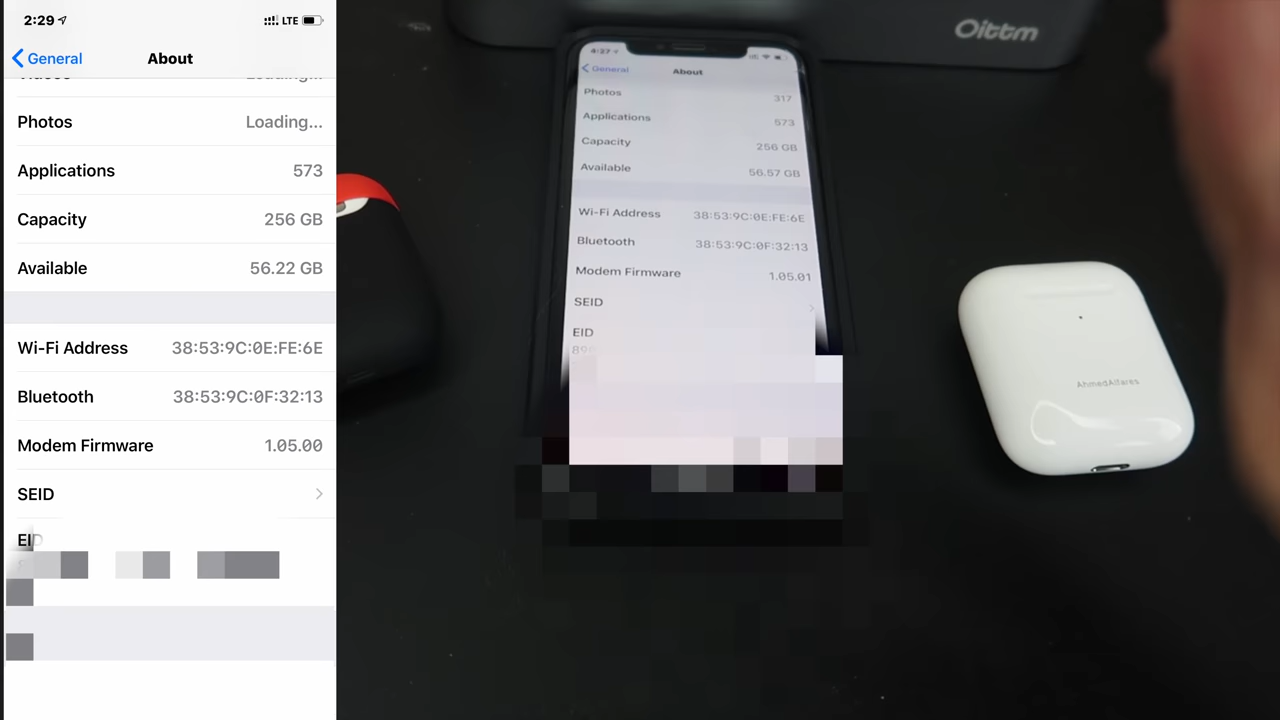 2:29
LTE
General
About
Photos
Loading...
Applications
573
Capacity
256 GB
Available
56.22 GB
Wi-Fi Address
38:53:9C:0E:FE:6E
Bluetooth
38:53:9C:0F:32:13
Modem Firmware
1.05.00
SEID
EID
Oittm
4:37
General
About
Photos
317
Applications
573
Capacity
256 GB
Available
56.57 GB
Wi-Fi Address
38:53:9C:0E:FE:6E
Bluetooth
38:53:9C:0F:32:13
Modem Firmware
1.05.01
SEID
EID
AhmedAlfares